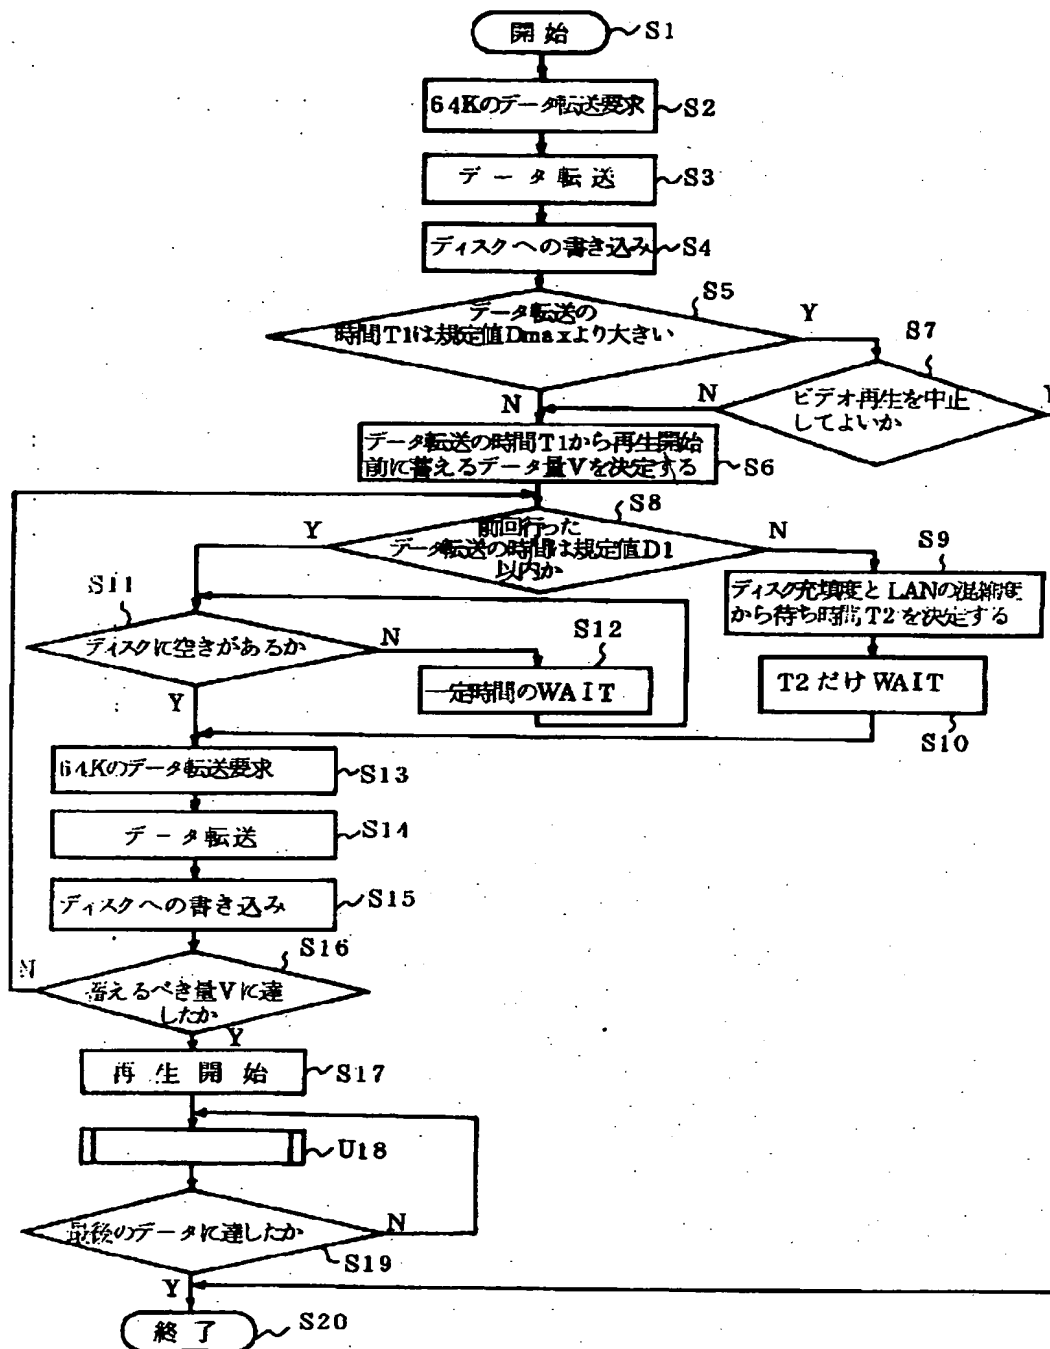 開始
S1
64Kのデータ転送要求
S2
データ転送
S3
ディスクへの書き込み
S4
データ転送の
時間T1は規定値Dmaxより大きい
S5
Y
N
S7
ビデオ再生を中止
してよいか
N
Y
データ転送の時間T1から再生開始
前に蓄えるデータ量Vを決定する
S6
S8
前回行った
データ転送の時間は規定値D1
以内か
Y
N
S9
ディスク充填度とLANの混雑度
から待ち時間T2を決定する
T2だけWAIT
S10
S11
ディスクに空きがあるか
N
Y
S12
一定時間のWAIT
64Kのデータ転送要求
S13
データ転送
S14
ディスクへの書き込み
S15
S16
蓄えるべき量Vに達
したか
N
Y
再生開始
S17
U18
最後のデータに達したか
N
S19
Y
終了
S20